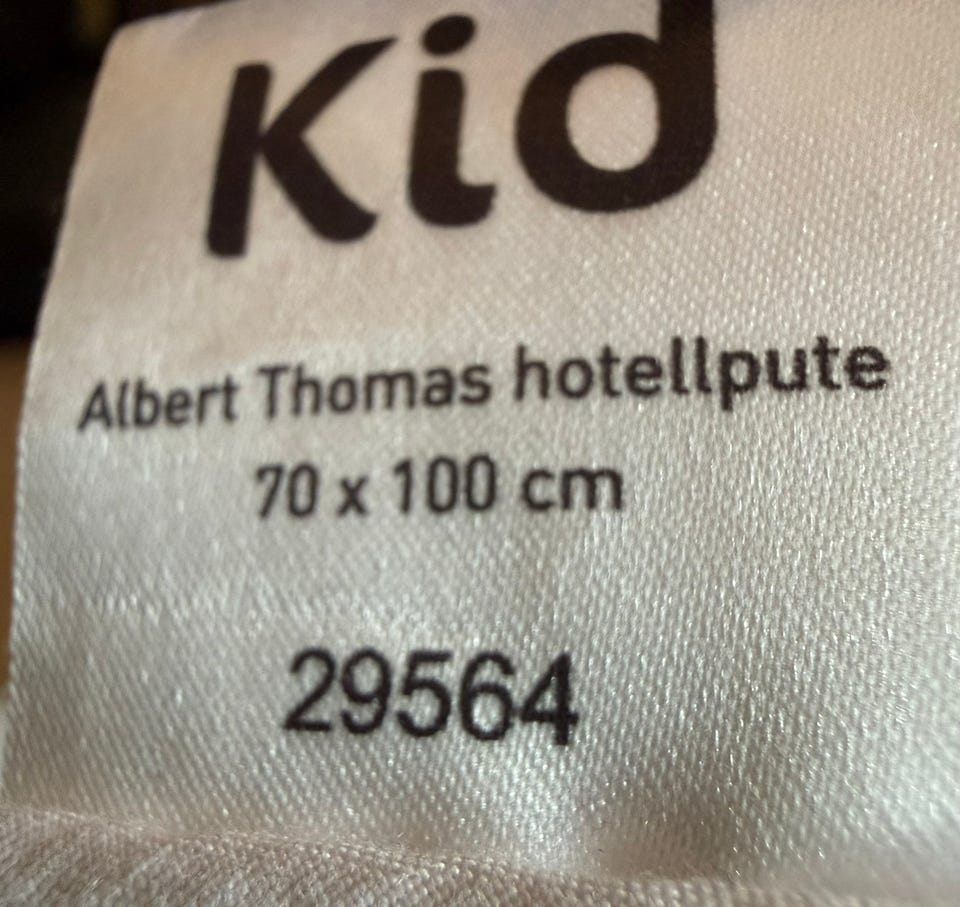 Kid
Albert Thomas hotellpute
70 x 100 cm
29564